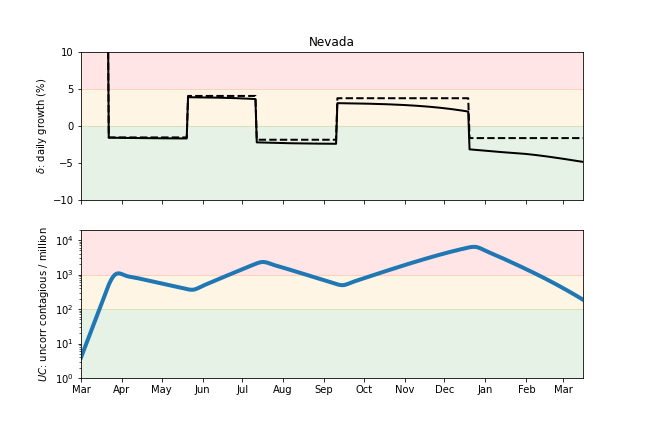 Nevada
δ: daily growth (%)
10
5
0
−5
−10
UC: uncorr contagious / million
10⁴
10³
10²
10¹
10⁰
Mar Apr May Jun Jul Aug Sep Oct Nov Dec Jan Feb Mar